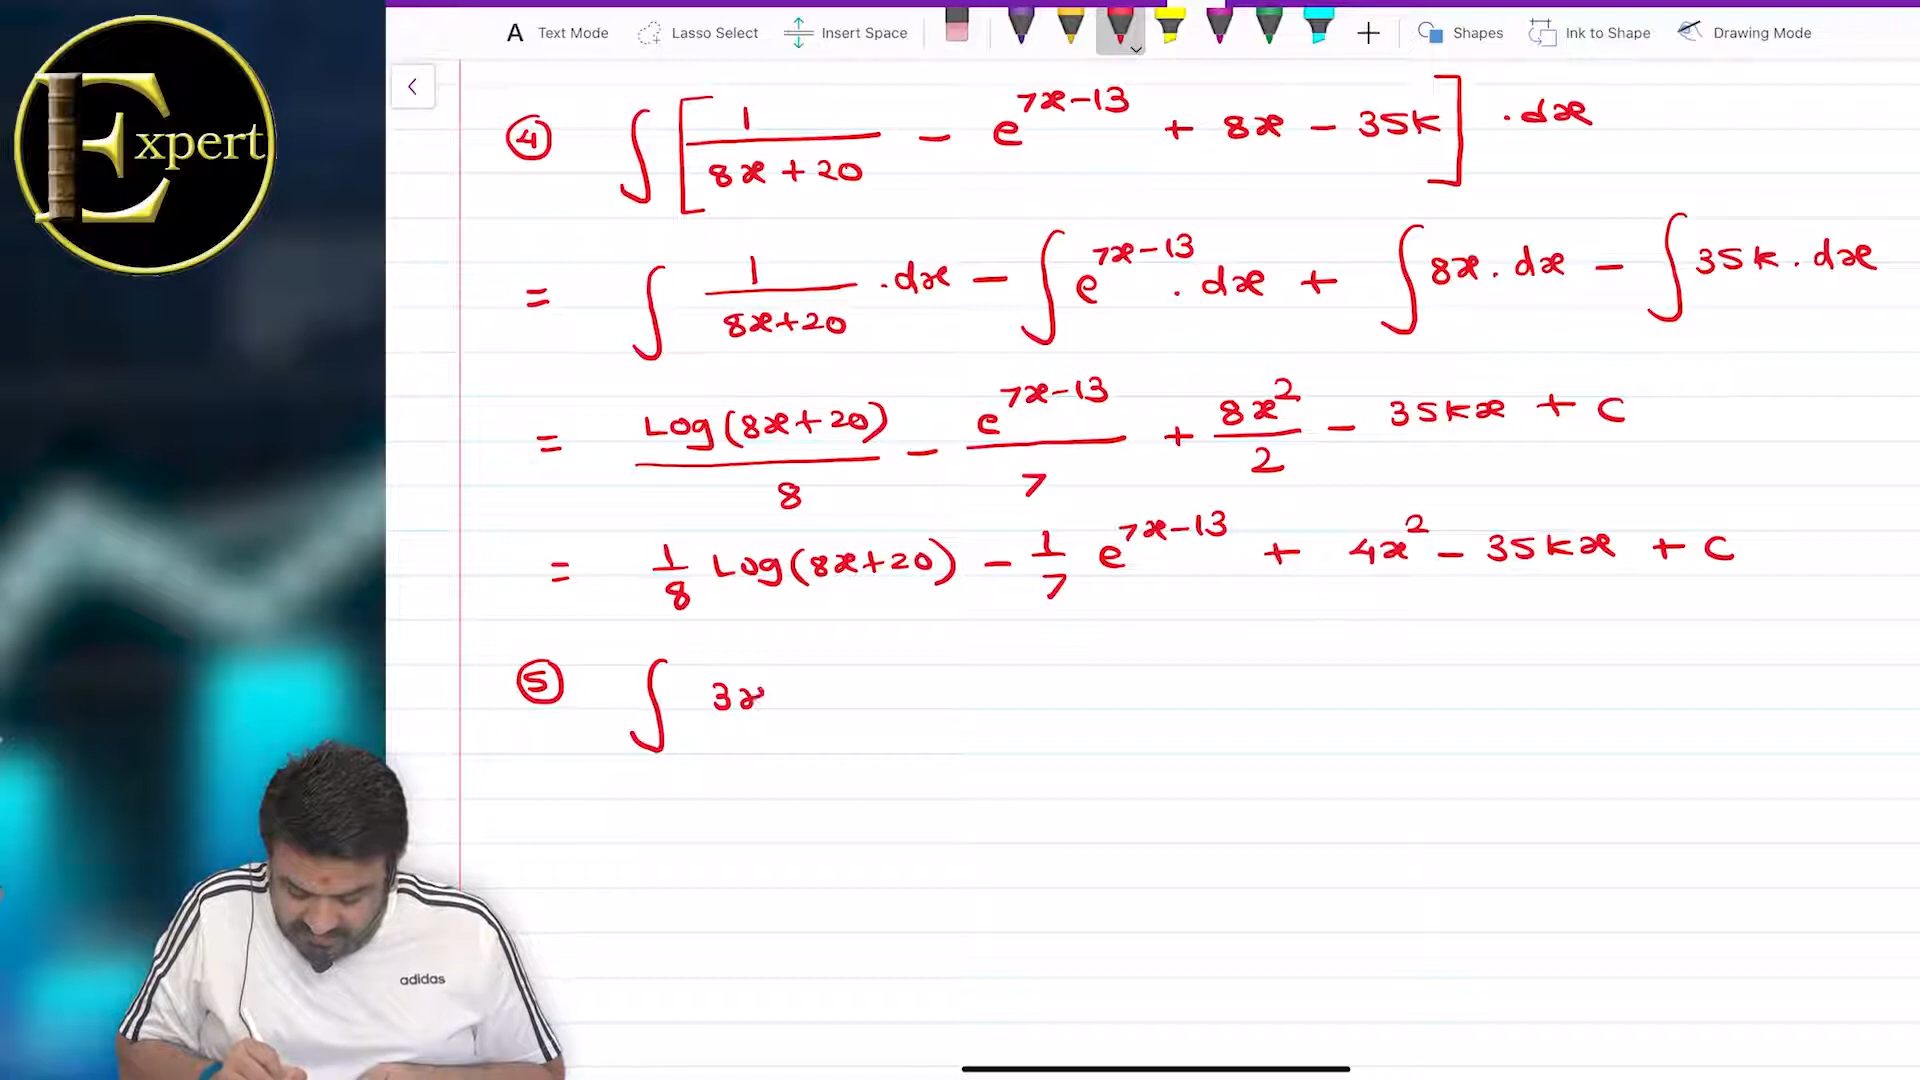 Expert
A Text Mode Lasso Select Insert Space Shapes Ink to Shape Drawing Mode
④ ∫ [ 1/(8x+20) − e^(7x−13) + 8x − 35k ] . dx
= ∫ 1/(8x+20) . dx − ∫ e^(7x−13) . dx + ∫ 8x . dx − ∫ 35k . dx
= Log(8x+20)/8 − e^(7x−13)/7 + 8x²/2 − 35kx + c
= 1/8 Log(8x+20) − 1/7 e^(7x−13) + 4x² − 35kx + c
⑤ ∫ 3x
adidas